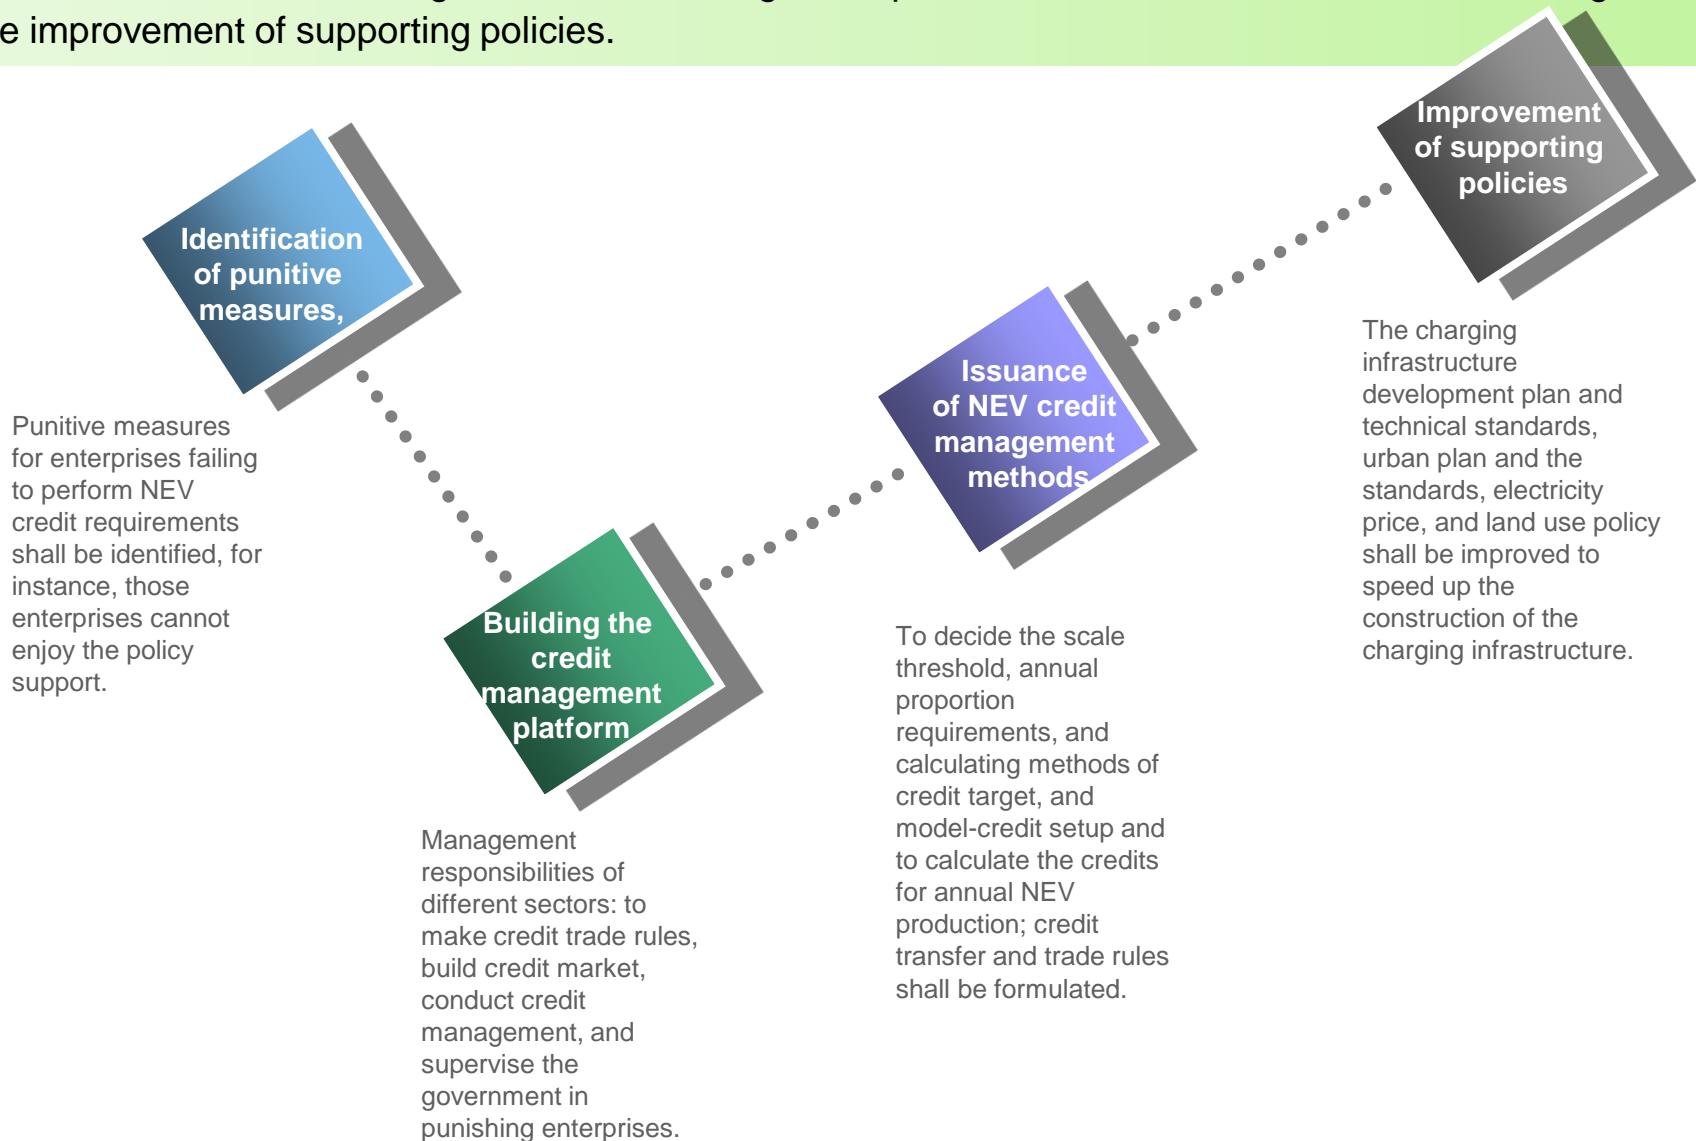 e improvement of supporting policies.
Identification
of punitive
measures,
Punitive measures
for enterprises failing
to perform NEV
credit requirements
shall be identified, for
instance, those
enterprises cannot
enjoy the policy
support.
Building the
credit
management
platform
Management
responsibilities of
different sectors: to
make credit trade rules,
build credit market,
conduct credit
management, and
supervise the
government in
punishing enterprises.
Issuance
of NEV credit
management
methods
To decide the scale
threshold, annual
proportion
requirements, and
calculating methods of
credit target, and
model-credit setup and
to calculate the credits
for annual NEV
production; credit
transfer and trade rules
shall be formulated.
Improvement
of supporting
policies
The charging
infrastructure
development plan and
technical standards,
urban plan and the
standards, electricity
price, and land use policy
shall be improved to
speed up the
construction of the
charging infrastructure.